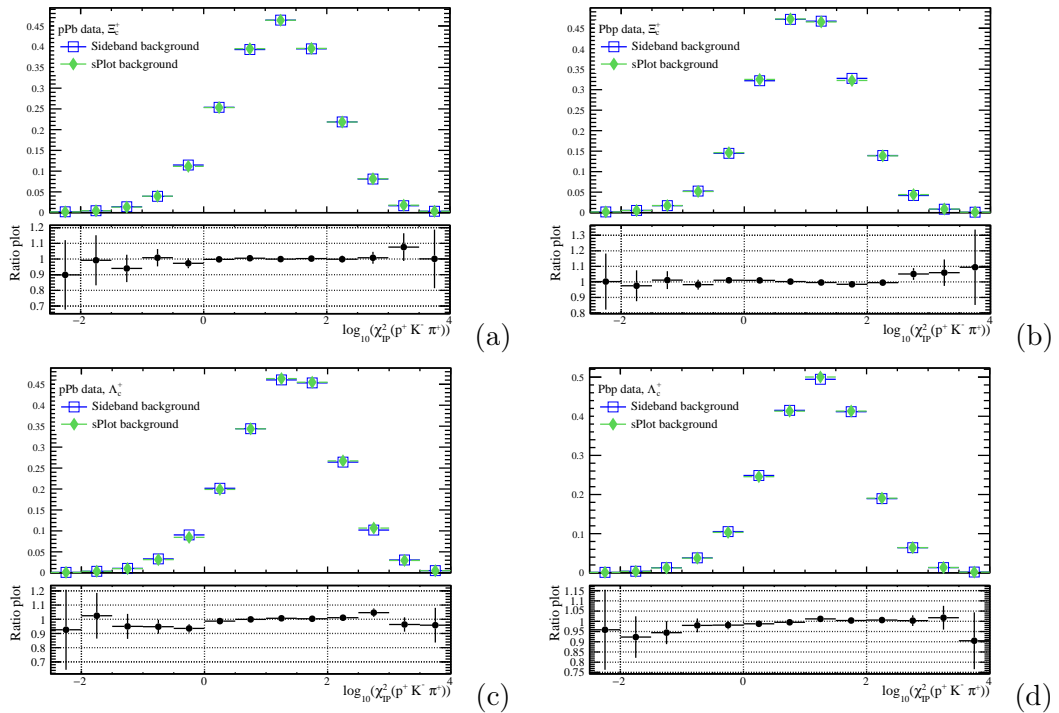 pPb data, Ξc+
Sideband background
sPlot background
0.45
0.4
0.35
0.3
0.25
0.2
0.15
0.1
0.05
0
Ratio plot
1.2
1.1
1.0
0.9
0.8
0.7
−2 0 2 4
log10(χ²IP(p+ K- π+))
(a)
Pbp data, Ξc+
Sideband background
sPlot background
0.45
0.4
0.35
0.3
0.25
0.2
0.15
0.1
0.05
0
Ratio plot
1.3
1.2
1.1
1.0
0.9
0.8
−2 0 2 4
log10(χ²IP(p+ K- π+))
(b)
pPb data, Λc+
Sideband background
sPlot background
0.45
0.4
0.35
0.3
0.25
0.2
0.15
0.1
0.05
0
Ratio plot
1.2
1.1
1.0
0.9
0.8
0.7
−2 0 2 4
log10(χ²IP(p+ K- π+))
(c)
Pbp data, Λc+
Sideband background
sPlot background
0.5
0.4
0.3
0.2
0.1
0
Ratio plot
1.15
1.1
1.05
1.0
0.95
0.9
0.85
0.8
0.75
−2 0 2 4
log10(χ²IP(p+ K- π+))
(d)